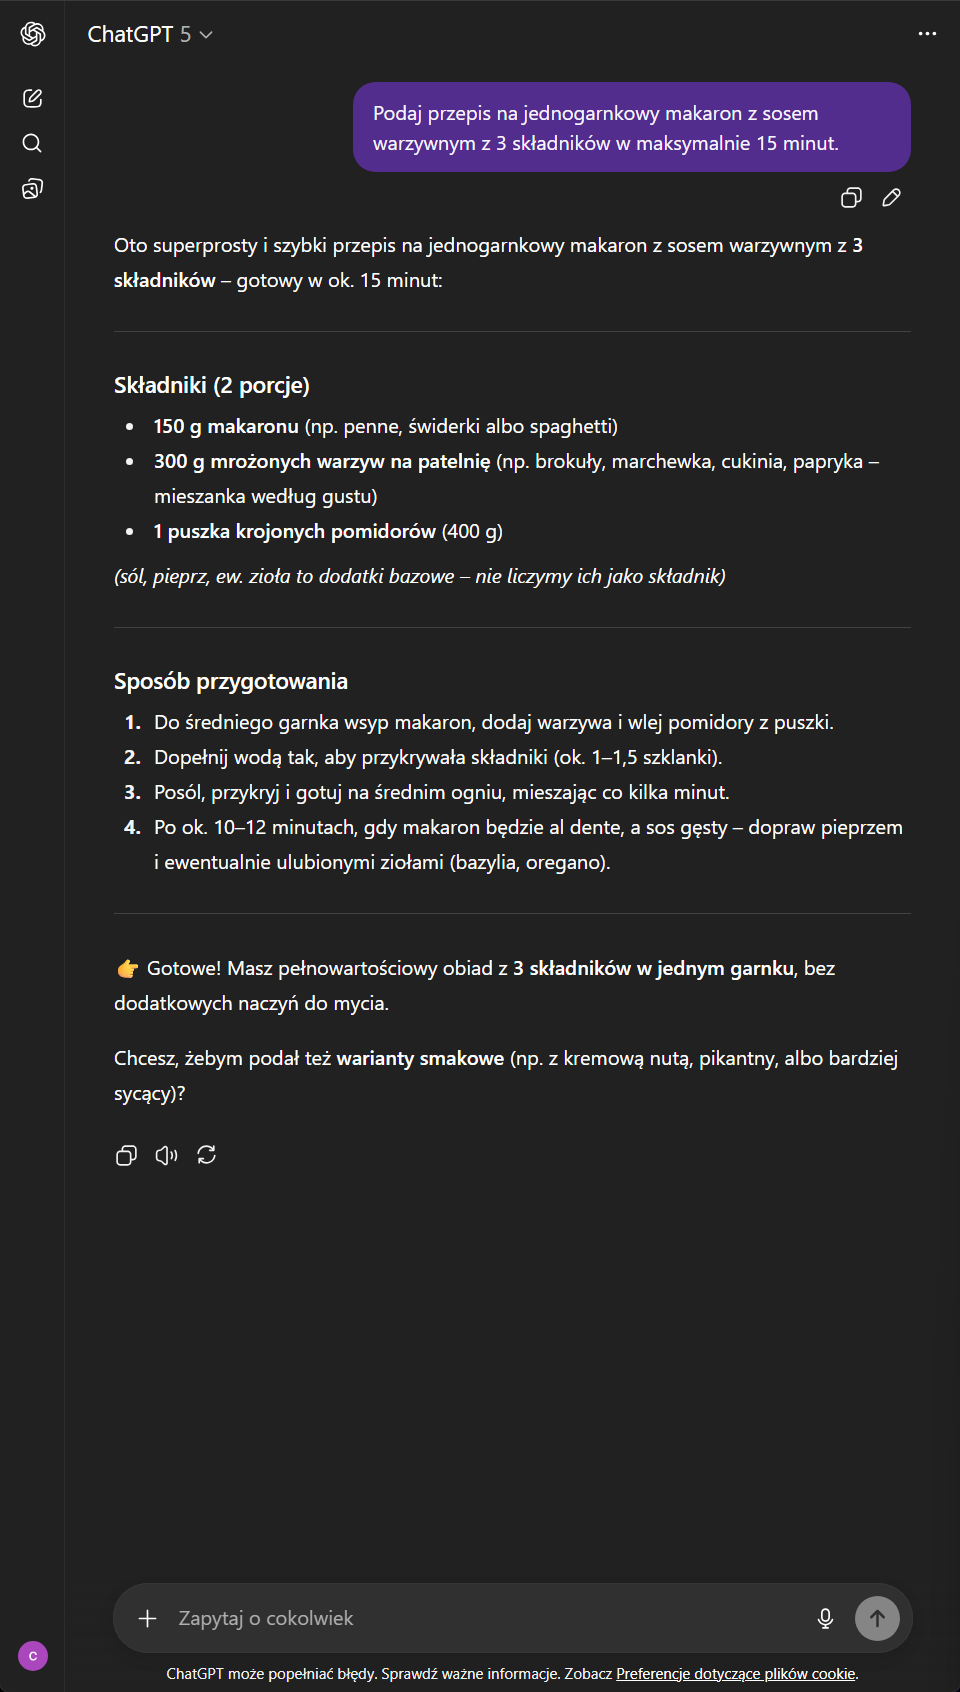 ChatGPT 5
Podaj przepis na jednogarnkowy makaron z sosem
warzywnym z 3 składników w maksymalnie 15 minut.
Oto superprosty i szybki przepis na jednogarnkowy makaron z sosem warzywnym z 3
składników – gotowy w ok. 15 minut:
Składniki (2 porcje)
• 150 g makaronu (np. penne, świderki albo spaghetti)
• 300 g mrożonych warzyw na patelnię (np. brokuły, marchewka, cukinia, papryka –
mieszanka według gustu)
• 1 puszka krojonych pomidorów (400 g)
(sól, pieprz, ew. zioła to dodatki bazowe – nie liczymy ich jako składnik)
Sposób przygotowania
1. Do średniego garnka wsyp makaron, dodaj warzywa i wlej pomidory z puszki.
2. Dopełnij wodą tak, aby przykrywała składniki (ok. 1–1,5 szklanki).
3. Posól, przykryj i gotuj na średnim ogniu, mieszając co kilka minut.
4. Po ok. 10–12 minutach, gdy makaron będzie al dente, a sos gęsty – dopraw pieprzem
i ewentualnie ulubionymi ziołami (bazylia, oregano).
👉 Gotowe! Masz pełnowartościowy obiad z 3 składników w jednym garnku, bez
dodatkowych naczyń do mycia.
Chcesz, żebym podał też warianty smakowe (np. z kremową nutą, pikantny, albo bardziej
sycący)?
Zapytaj o cokolwiek
C
ChatGPT może popełniać błędy. Sprawdź ważne informacje. Zobacz Preferencje dotyczące plików cookie.